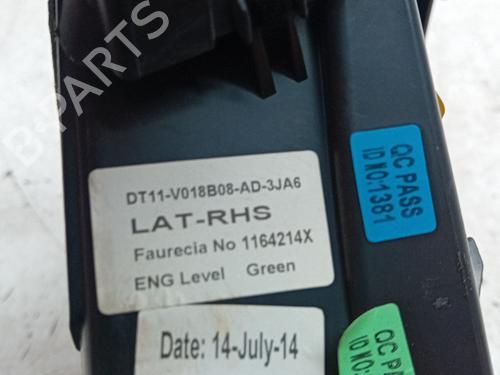 B-PARTS
DT11-V018B08-AD-3JA6
LAT-RHS
Faurecia No 1164214X
ENG Level Green
Date: 14-July-14
QC PASS
ID NO:1381
QC PA
ID NO: